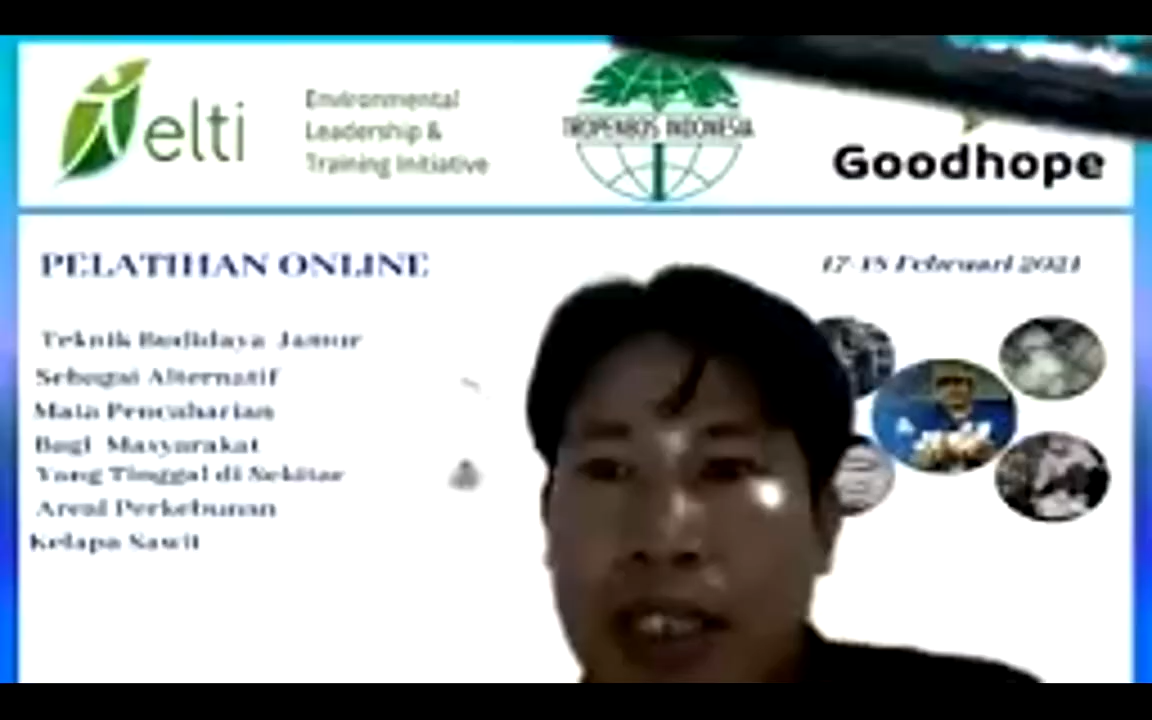 elti
Environmental
Leadership &
Training Initiative
TROPENBOS INDONESIA
Goodhope
PELATIHAN ONLINE
17-18 Februari 2021
Teknik Budidaya Jamur
Sebagai Alternatif
Mata Pencaharian
Bagi Masyarakat
Yang Tinggal di Sekitar
Areal Perkebunan
Kelapa Sawit